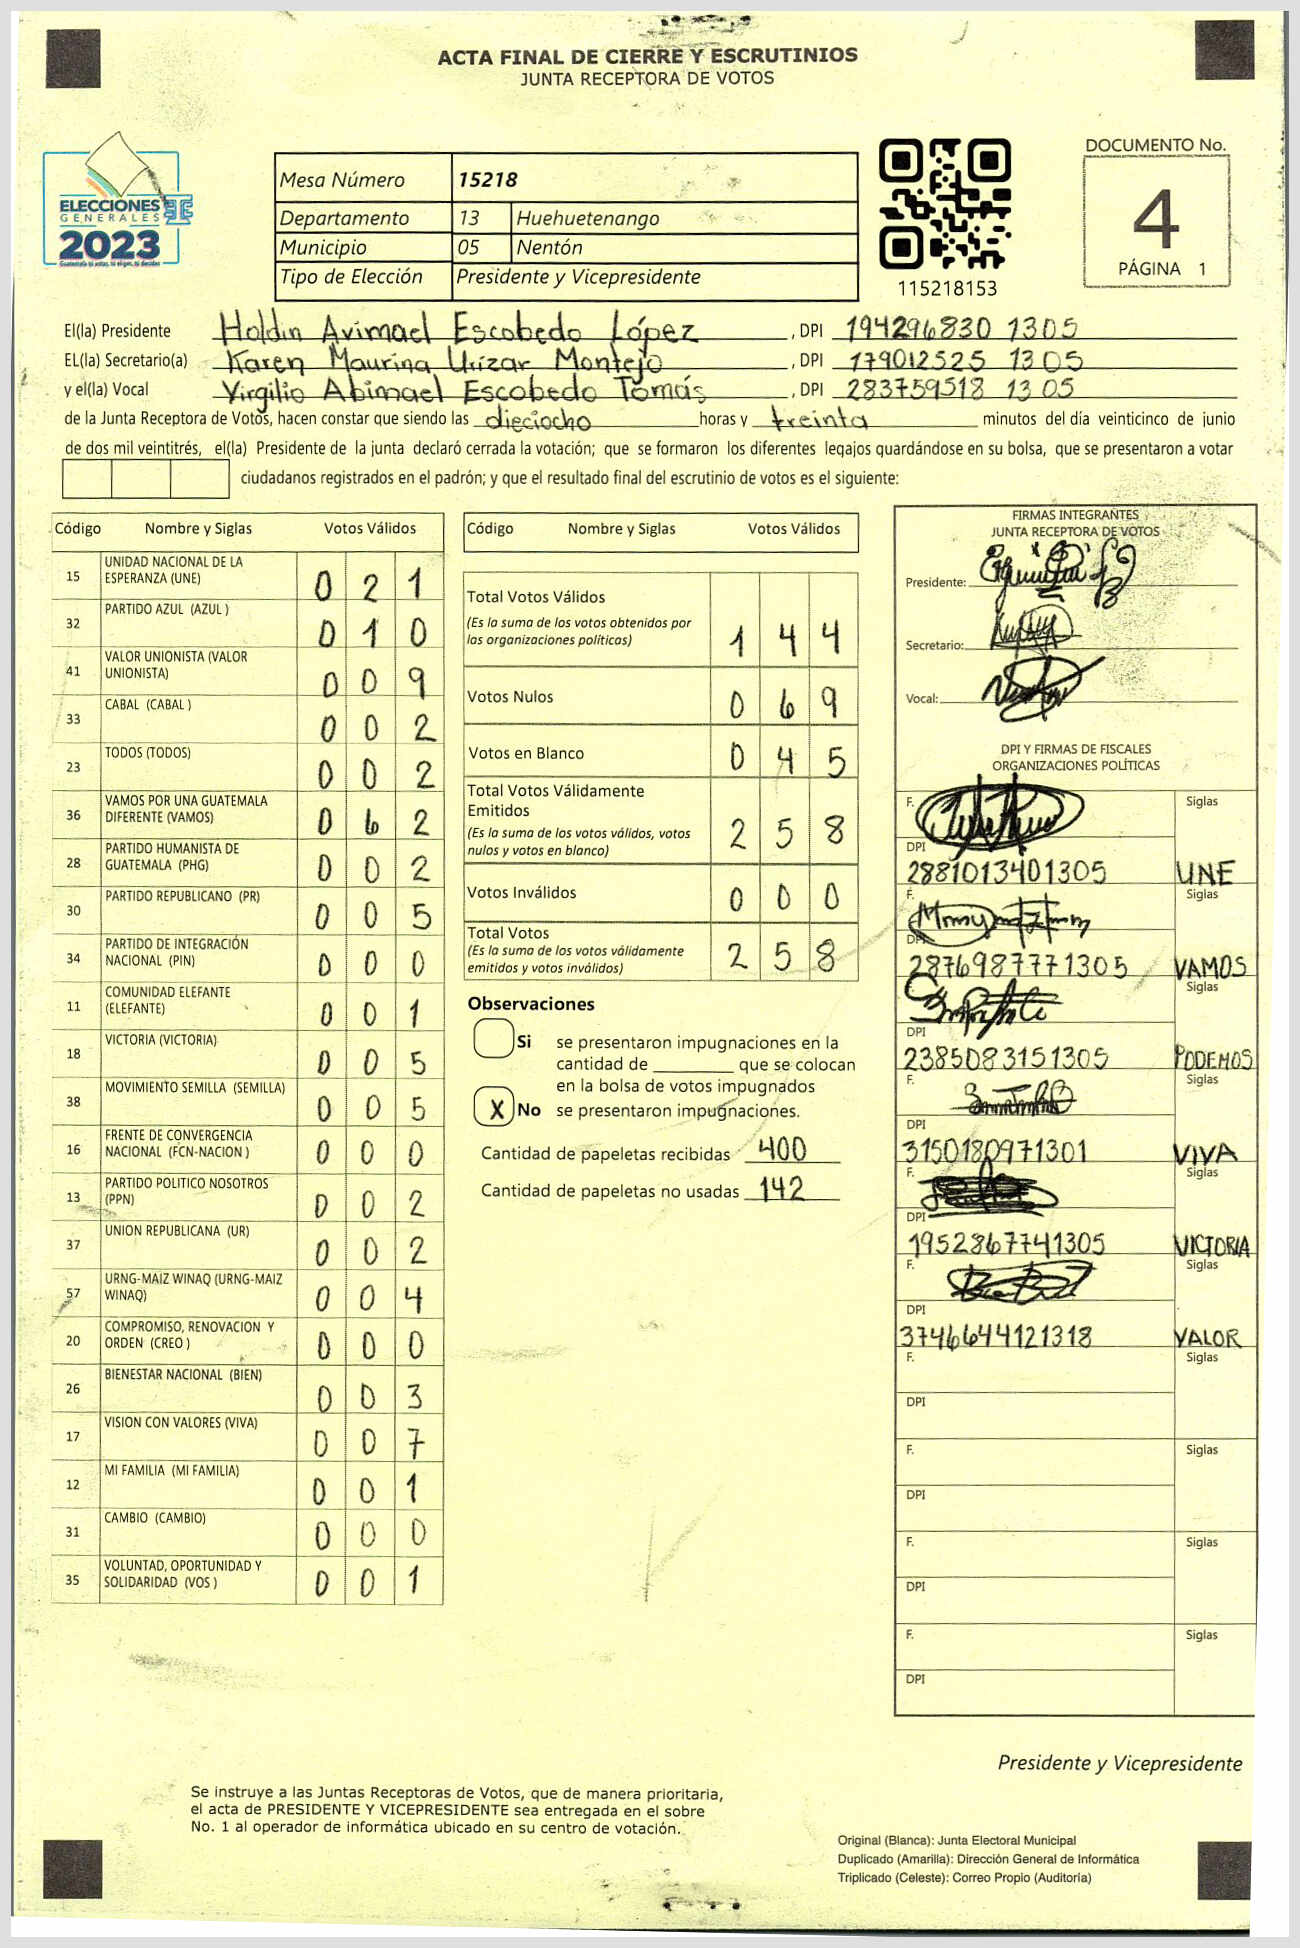 ACTA FINAL DE CIERRE Y ESCRUTINIOS
JUNTA RECEPTORA DE VOTOS
ELECCIONES
GENERALES
2023
Mesa Número 15218
Departamento 13 Huehuetenango
Municipio 05 Nentón
Tipo de Elección Presidente y Vicepresidente
115218153
DOCUMENTO No.
4
PÁGINA 1
El(la) Presidente Holdin Avimael Escobedo López , DPI 194296830 1305
EL(la) Secretario(a) Karen Maurina Urízar Montejo , DPI 179012525 1305
y el(la) Vocal Virgilio Abimael Escobedo Tomás , DPI 283759518 1305
de la Junta Receptora de Votos, hacen constar que siendo las dieciocho horas y treinta minutos del día veinticinco de junio
de dos mil veintitrés, el(la) Presidente de la junta declaró cerrada la votación; que se formaron los diferentes legajos guardándose en su bolsa, que se presentaron a votar
ciudadanos registrados en el padrón; y que el resultado final del escrutinio de votos es el siguiente:
Código Nombre y Siglas Votos Válidos
15 UNIDAD NACIONAL DE LA
ESPERANZA (UNE) 0 2 1
32 PARTIDO AZUL (AZUL ) 0 1 0
41 VALOR UNIONISTA (VALOR
UNIONISTA) 0 0 9
33 CABAL (CABAL ) 0 0 2
23 TODOS (TODOS) 0 0 2
36 VAMOS POR UNA GUATEMALA
DIFERENTE (VAMOS) 0 6 2
28 PARTIDO HUMANISTA DE
GUATEMALA (PHG) 0 0 2
30 PARTIDO REPUBLICANO (PR) 0 0 5
34 PARTIDO DE INTEGRACIÓN
NACIONAL (PIN) 0 0 0
11 COMUNIDAD ELEFANTE
(ELEFANTE) 0 0 1
18 VICTORIA (VICTORIA) 0 0 5
38 MOVIMIENTO SEMILLA (SEMILLA) 0 0 5
16 FRENTE DE CONVERGENCIA
NACIONAL (FCN-NACION ) 0 0 0
13 PARTIDO POLITICO NOSOTROS
(PPN) 0 0 2
37 UNION REPUBLICANA (UR) 0 0 2
57 URNG-MAIZ WINAQ (URNG-MAIZ
WINAQ) 0 0 4
20 COMPROMISO, RENOVACION Y
ORDEN (CREO ) 0 0 0
26 BIENESTAR NACIONAL (BIEN) 0 0 3
17 VISION CON VALORES (VIVA) 0 0 7
12 MI FAMILIA (MI FAMILIA) 0 0 1
31 CAMBIO (CAMBIO) 0 0 0
35 VOLUNTAD, OPORTUNIDAD Y
SOLIDARIDAD (VOS ) 0 0 1
Código Nombre y Siglas Votos Válidos
Total Votos Válidos
(Es la suma de los votos obtenidos por
las organizaciones políticas) 1 4 4
Votos Nulos 0 6 9
Votos en Blanco 0 4 5
Total Votos Válidamente
Emitidos
(Es la suma de los votos válidos, votos
nulos y votos en blanco) 2 5 8
Votos Inválidos 0 0 0
Total Votos
(Es la suma de los votos válidamente
emitidos y votos inválidos) 2 5 8
Observaciones
Si se presentaron impugnaciones en la
cantidad de ________ que se colocan
en la bolsa de votos impugnados
X No se presentaron impugnaciones.
Cantidad de papeletas recibidas 400
Cantidad de papeletas no usadas 142
FIRMAS INTEGRANTES
JUNTA RECEPTORA DE VOTOS
Presidente:
Secretario:
Vocal:
DPI Y FIRMAS DE FISCALES
ORGANIZACIONES POLÍTICAS
F. Siglas
DPI
2881013401305 UNE
F. Siglas
DPI
2876987771305 VAMOS
Siglas
DPI
2385083151305 PODEMOS
F. Siglas
DPI
3150180971301 VIVA
F. Siglas
DPI
1952867741305 VICTORIA
F. Siglas
DPI
3746644121318 VALOR
F. Siglas
DPI
F. Siglas
DPI
F. Siglas
DPI
F. Siglas
DPI
Presidente y Vicepresidente
Se instruye a las Juntas Receptoras de Votos, que de manera prioritaria,
el acta de PRESIDENTE Y VICEPRESIDENTE sea entregada en el sobre
No. 1 al operador de informática ubicado en su centro de votación.
Original (Blanca): Junta Electoral Municipal
Duplicado (Amarilla): Dirección General de Informática
Triplicado (Celeste): Correo Propio (Auditoría)